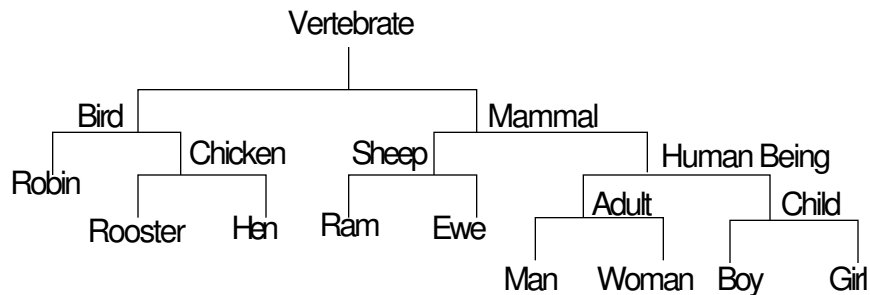 Vertebrate
Bird
Mammal
Robin
Chicken
Sheep
Human Being
Rooster
Hen
Ram
Ewe
Adult
Child
Man
Woman
Boy
Girl